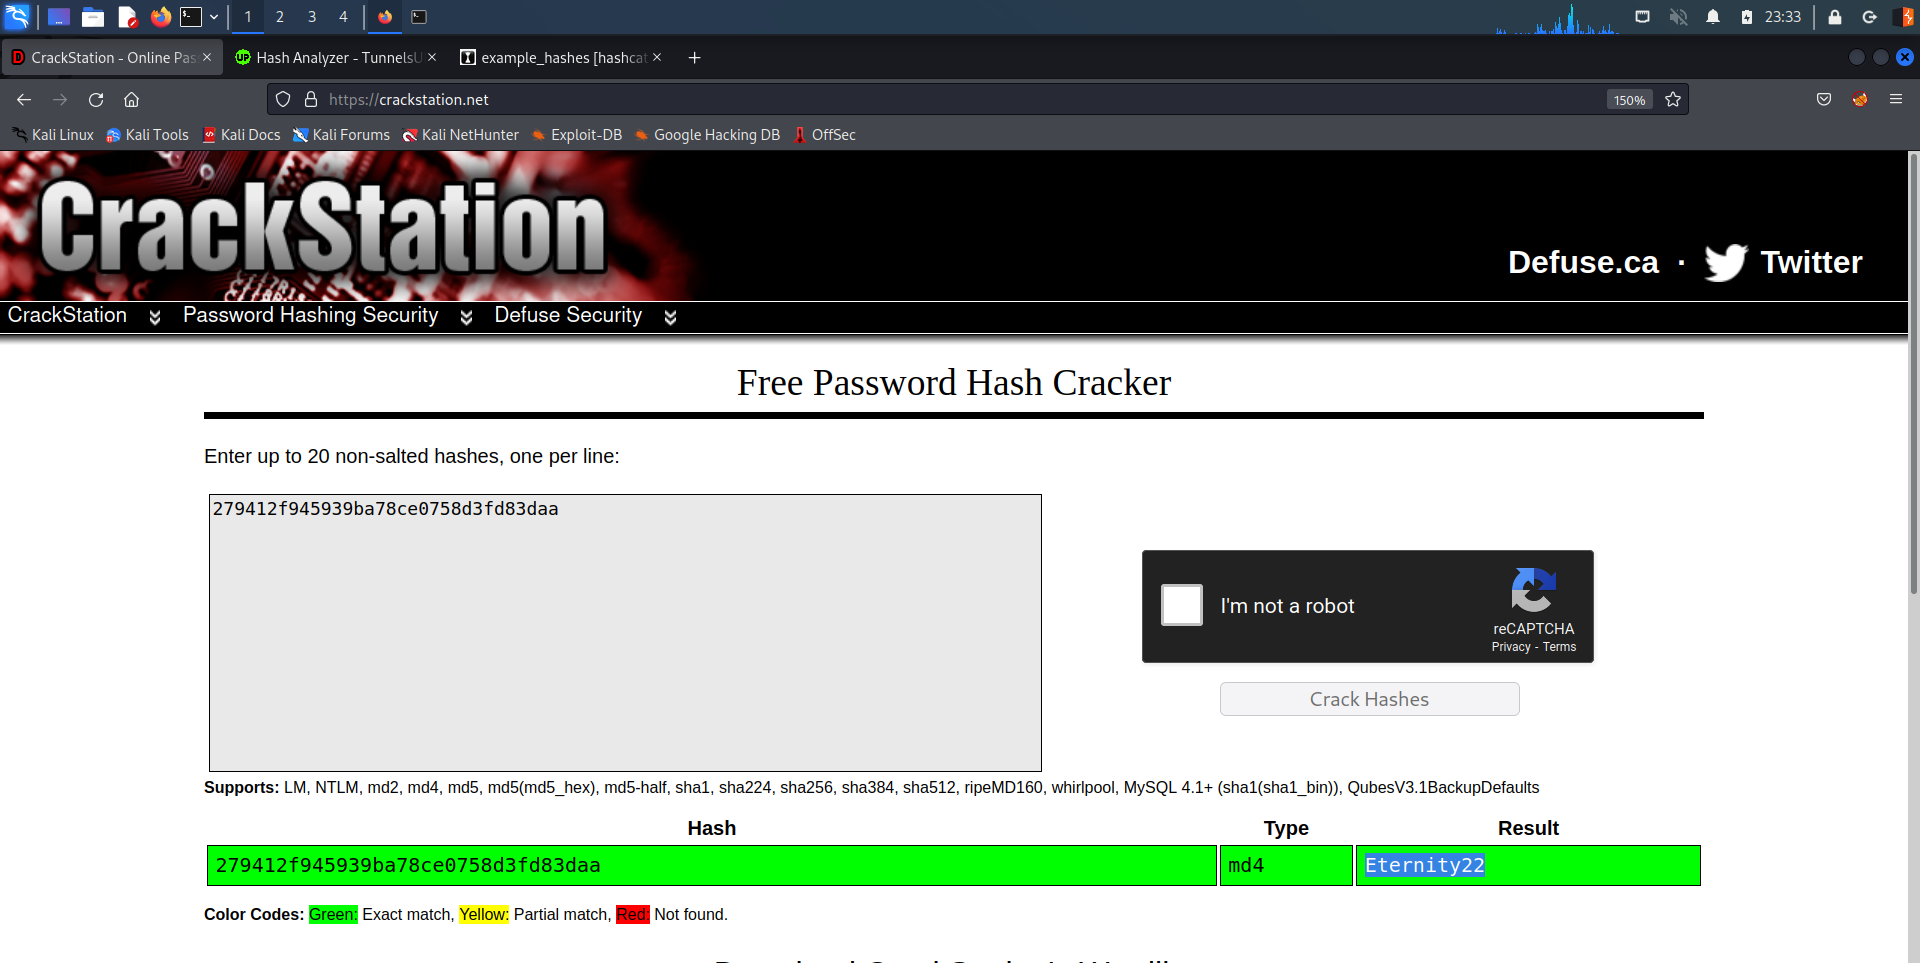 1 2 3 4 23:33
CrackStation - Online Pas Hash Analyzer - TunnelsU example_hashes [hashcat
https://crackstation.net 150%
Kali Linux Kali Tools Kali Docs Kali Forums Kali NetHunter Exploit-DB Google Hacking DB OffSec
CrackStation
Defuse.ca · Twitter
CrackStation Password Hashing Security Defuse Security
Free Password Hash Cracker
Enter up to 20 non-salted hashes, one per line:
279412f945939ba78ce0758d3fd83daa
I'm not a robot
reCAPTCHA
Privacy - Terms
Crack Hashes
Supports: LM, NTLM, md2, md4, md5, md5(md5_hex), md5-half, sha1, sha224, sha256, sha384, sha512, ripeMD160, whirlpool, MySQL 4.1+ (sha1(sha1_bin)), QubesV3.1BackupDefaults
Hash Type Result
279412f945939ba78ce0758d3fd83daa md4 Eternity22
Color Codes: Green: Exact match, Yellow: Partial match, Red: Not found.